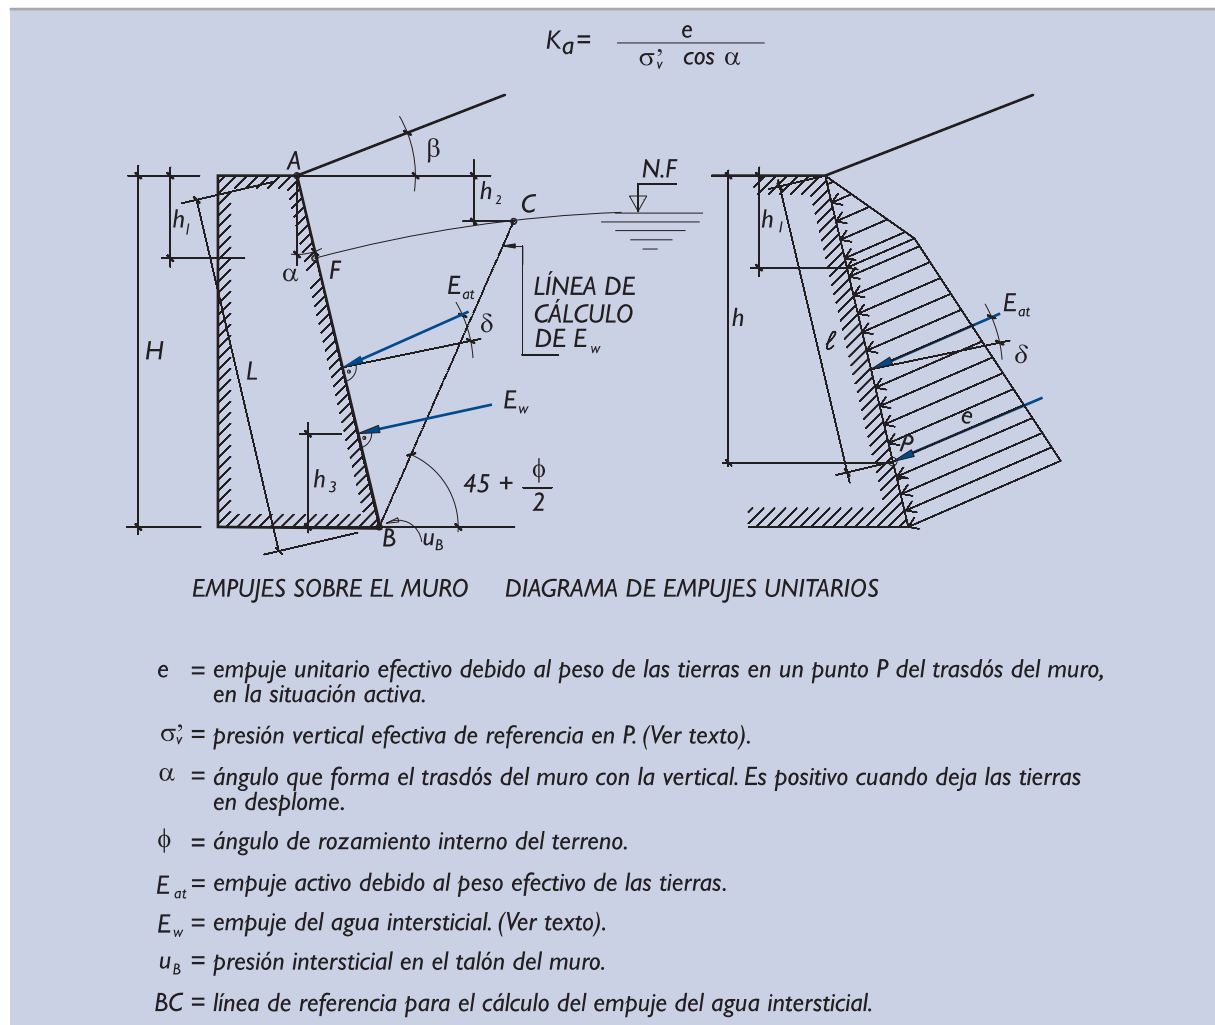 Ka = e / σ'v cos α
A
β
N.F
h2
C
h1
h1
α
F
Eat
LÍNEA DE
CÁLCULO
DE Ew
δ
Eat
h
H
L
ℓ
δ
Ew
e
P
h3
45 + ϕ/2
B
uB
EMPUJES SOBRE EL MURO
DIAGRAMA DE EMPUJES UNITARIOS
e = empuje unitario efectivo debido al peso de las tierras en un punto P del trasdós del muro,
en la situación activa.
σ'v = presión vertical efectiva de referencia en P. (Ver texto).
α = ángulo que forma el trasdós del muro con la vertical. Es positivo cuando deja las tierras
en desplome.
ϕ = ángulo de rozamiento interno del terreno.
Eat = empuje activo debido al peso efectivo de las tierras.
Ew = empuje del agua intersticial. (Ver texto).
uB = presión intersticial en el talón del muro.
BC = línea de referencia para el cálculo del empuje del agua intersticial.